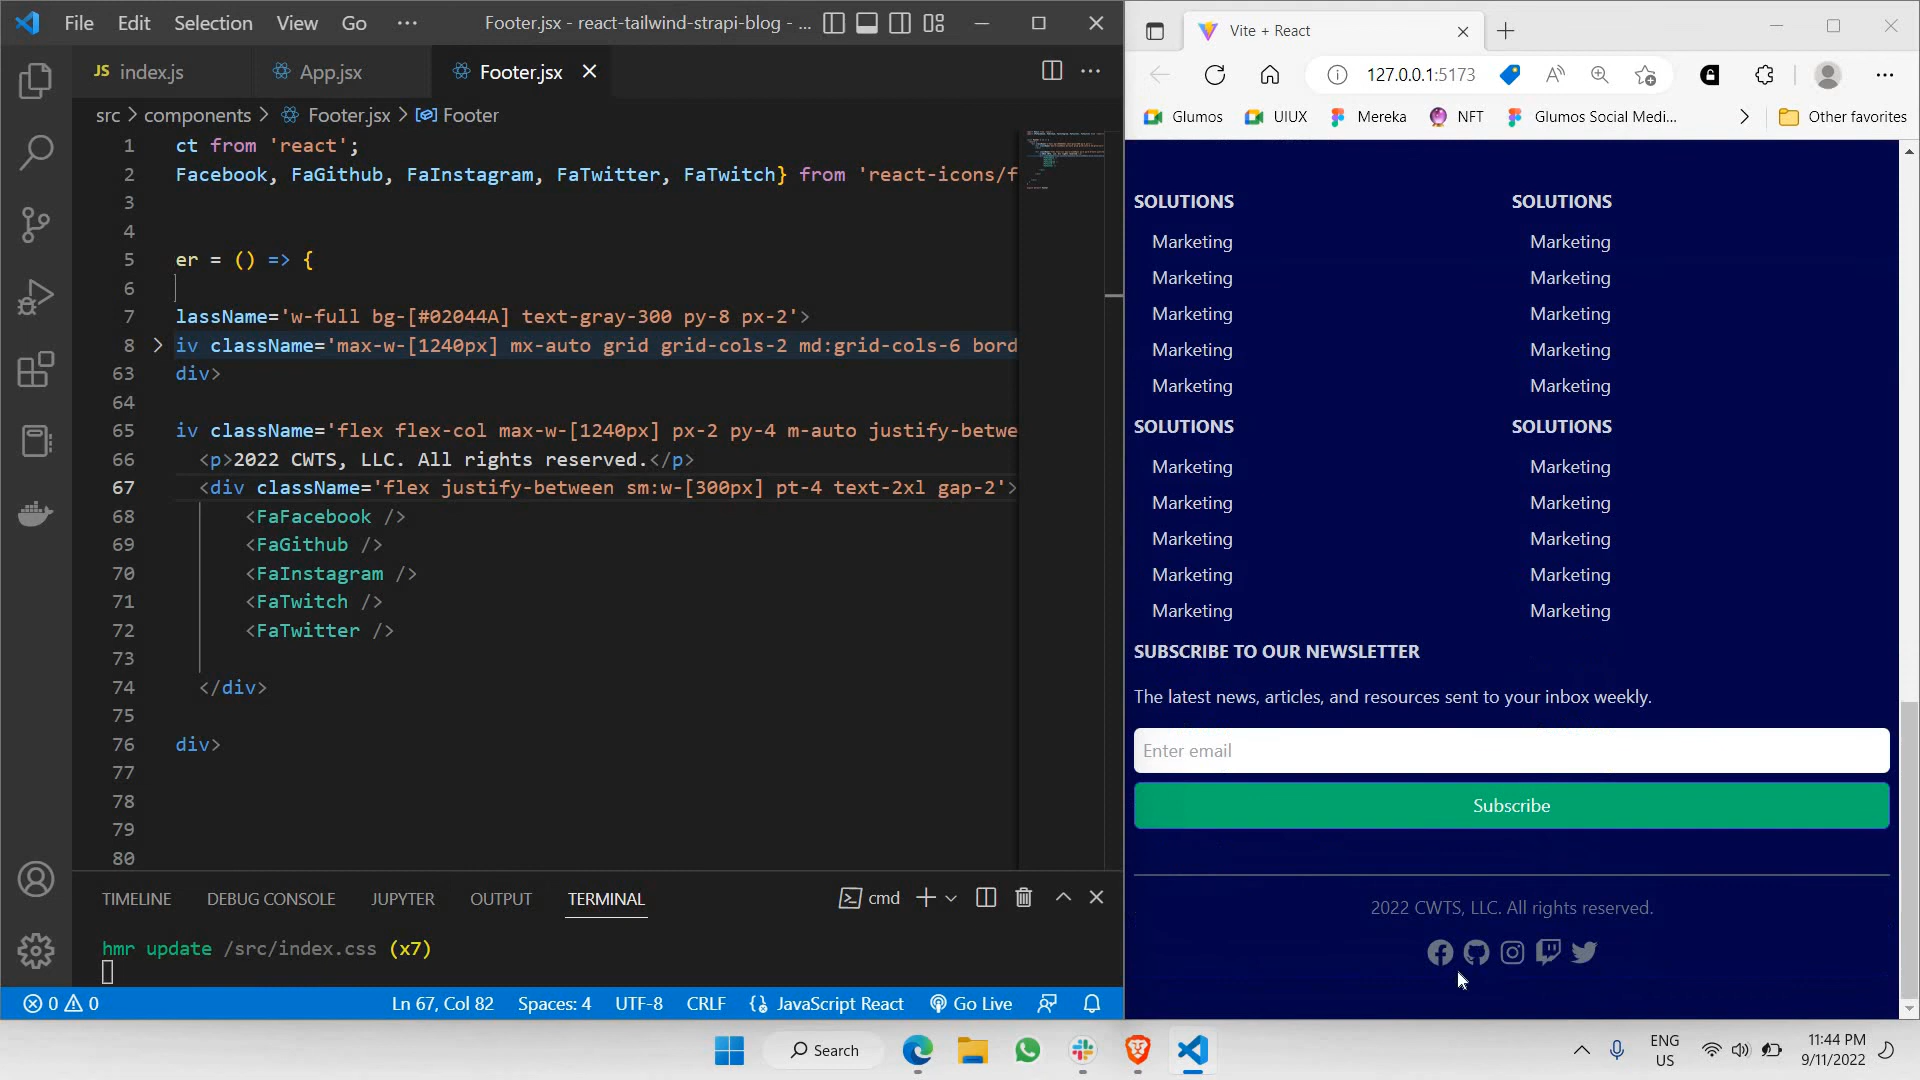 File Edit Selection View Go ··· Footer.jsx - react-tailwind-strapi-blog - ...
JS index.js App.jsx Footer.jsx
src > components > Footer.jsx > Footer
1 ct from 'react';
2 Facebook, FaGithub, FaInstagram, FaTwitter, FaTwitch} from 'react-icons/f
3
4
5 er = () => {
6
7 lassName='w-full bg-[#02044A] text-gray-300 py-8 px-2'>
8 iv className='max-w-[1240px] mx-auto grid grid-cols-2 md:grid-cols-6 bord
63 div>
64
65 iv className='flex flex-col max-w-[1240px] px-2 py-4 m-auto justify-betwe
66 <p>2022 CWTS, LLC. All rights reserved.</p>
67 <div className='flex justify-between sm:w-[300px] pt-4 text-2xl gap-2'>
68 <FaFacebook />
69 <FaGithub />
70 <FaInstagram />
71 <FaTwitch />
72 <FaTwitter />
73
74 </div>
75
76 div>
77
78
79
80
TIMELINE DEBUG CONSOLE JUPYTER OUTPUT TERMINAL cmd
hmr update /src/index.css (x7)
0 0 Ln 67, Col 82 Spaces: 4 UTF-8 CRLF JavaScript React Go Live
Vite + React
127.0.0.1:5173
Glumos UIUX Mereka NFT Glumos Social Medi... Other favorites
SOLUTIONS SOLUTIONS
Marketing Marketing
Marketing Marketing
Marketing Marketing
Marketing Marketing
Marketing Marketing
SOLUTIONS SOLUTIONS
Marketing Marketing
Marketing Marketing
Marketing Marketing
Marketing Marketing
Marketing Marketing
SUBSCRIBE TO OUR NEWSLETTER
The latest news, articles, and resources sent to your inbox weekly.
Enter email
Subscribe
2022 CWTS, LLC. All rights reserved.
Search
ENG
US
11:44 PM
9/11/2022